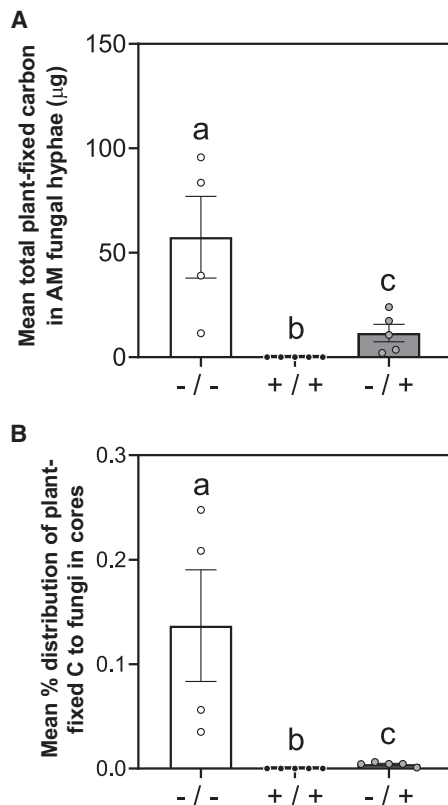 A
Mean total plant-fixed carbon
in AM fungal hyphae (µg)
150
100
50
0
a
b
c
- / -
+ / +
- / +
B
Mean % distribution of plant-
fixed C to fungi in cores
0.3
0.2
0.1
0.0
a
b
c
- / -
+ / +
- / +